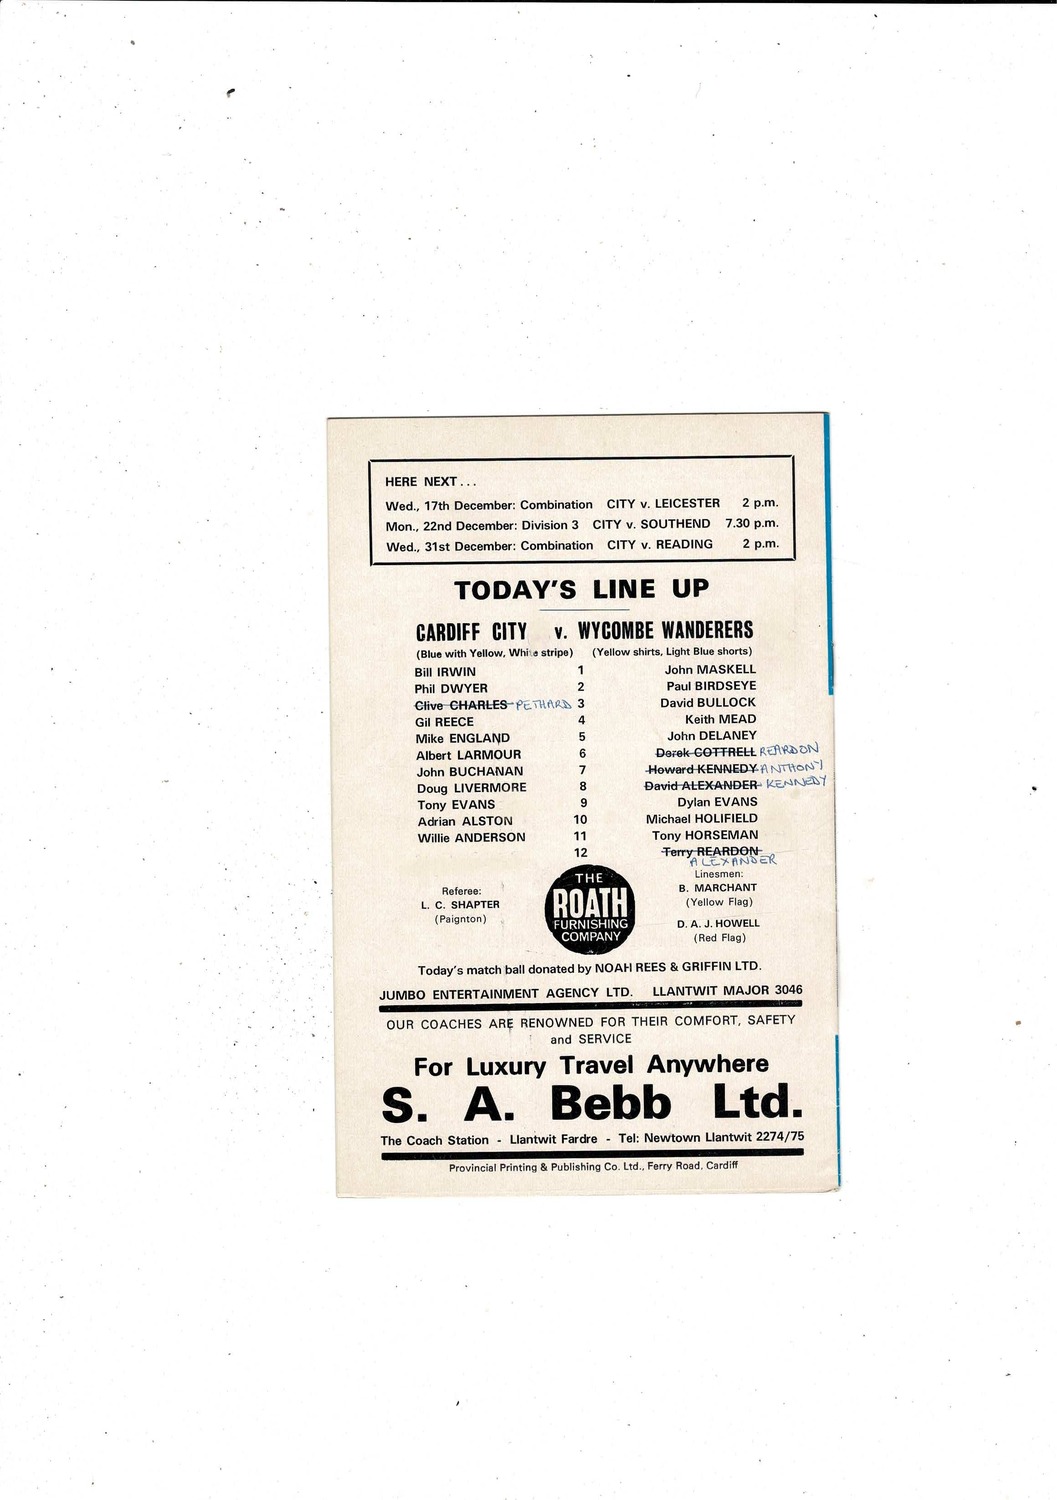 HERE NEXT...
Wed., 17th December: Combination CITY v. LEICESTER 2 p.m.
Mon., 22nd December: Division 3 CITY v. SOUTHEND 7.30 p.m.
Wed., 31st December: Combination CITY v. READING 2 p.m.
TODAY'S LINE UP
CARDIFF CITY v. WYCOMBE WANDERERS
(Blue with Yellow, White stripe) (Yellow shirts, Light Blue shorts)
Bill IRWIN 1 John MASKELL
Phil DWYER 2 Paul BIRDSEYE
Clive CHARLES PETHARD 3 David BULLOCK
Gil REECE 4 Keith MEAD
Mike ENGLAND 5 John DELANEY
Albert LARMOUR 6 Derek COTTRELL REARDON
John BUCHANAN 7 Howard KENNEDY ANTHONY
Doug LIVERMORE 8 David ALEXANDER KENNEDY
Tony EVANS 9 Dylan EVANS
Adrian ALSTON 10 Michael HOLIFIELD
Willie ANDERSON 11 Tony HORSEMAN
12 Terry REARDON
ALEXANDER
Referee:
L. C. SHAPTER
(Paignton)
THE
ROATH
FURNISHING
COMPANY
Linesmen:
B. MARCHANT
(Yellow Flag)
D. A. J. HOWELL
(Red Flag)
Today's match ball donated by NOAH REES & GRIFFIN LTD.
JUMBO ENTERTAINMENT AGENCY LTD. LLANTWIT MAJOR 3046
OUR COACHES ARE RENOWNED FOR THEIR COMFORT, SAFETY
and SERVICE
For Luxury Travel Anywhere
S. A. Bebb Ltd.
The Coach Station - Llantwit Fardre - Tel: Newtown Llantwit 2274/75
Provincial Printing & Publishing Co. Ltd., Ferry Road, Cardiff